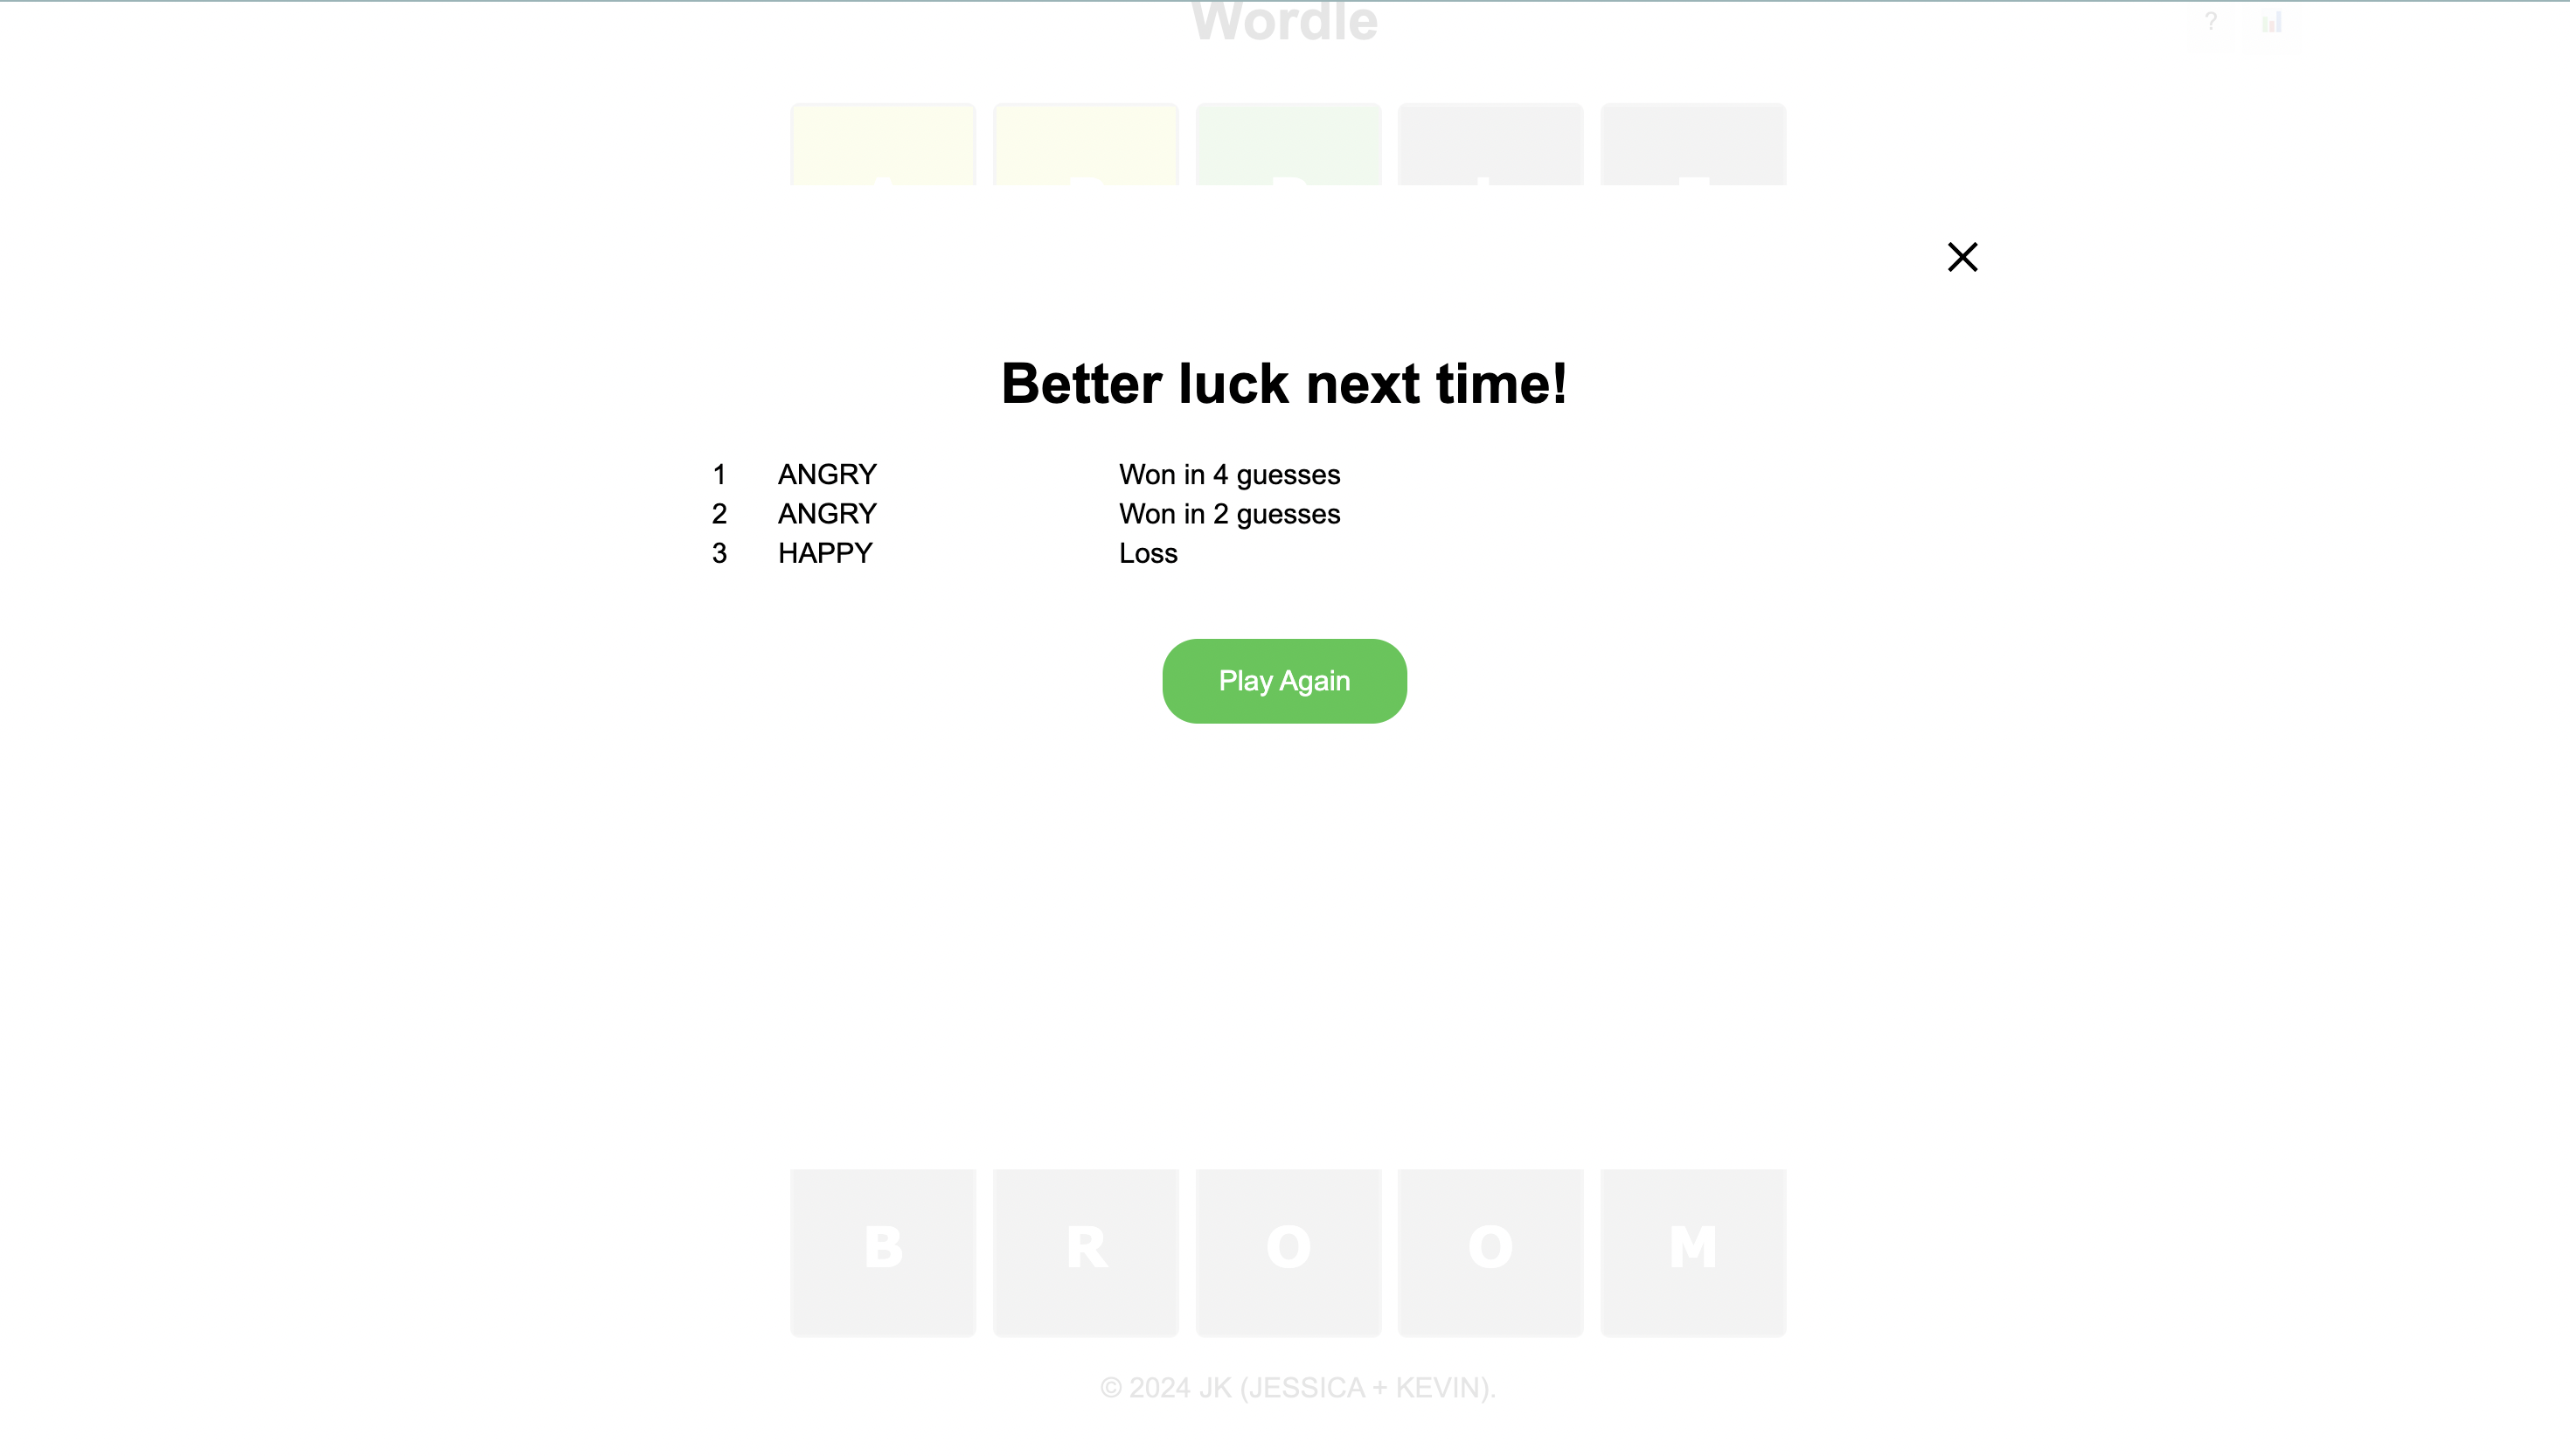 Wordle
?
Better luck next time!
1 ANGRY Won in 4 guesses
2 ANGRY Won in 2 guesses
3 HAPPY Loss
Play Again
B R O O M
© 2024 JK (JESSICA + KEVIN).